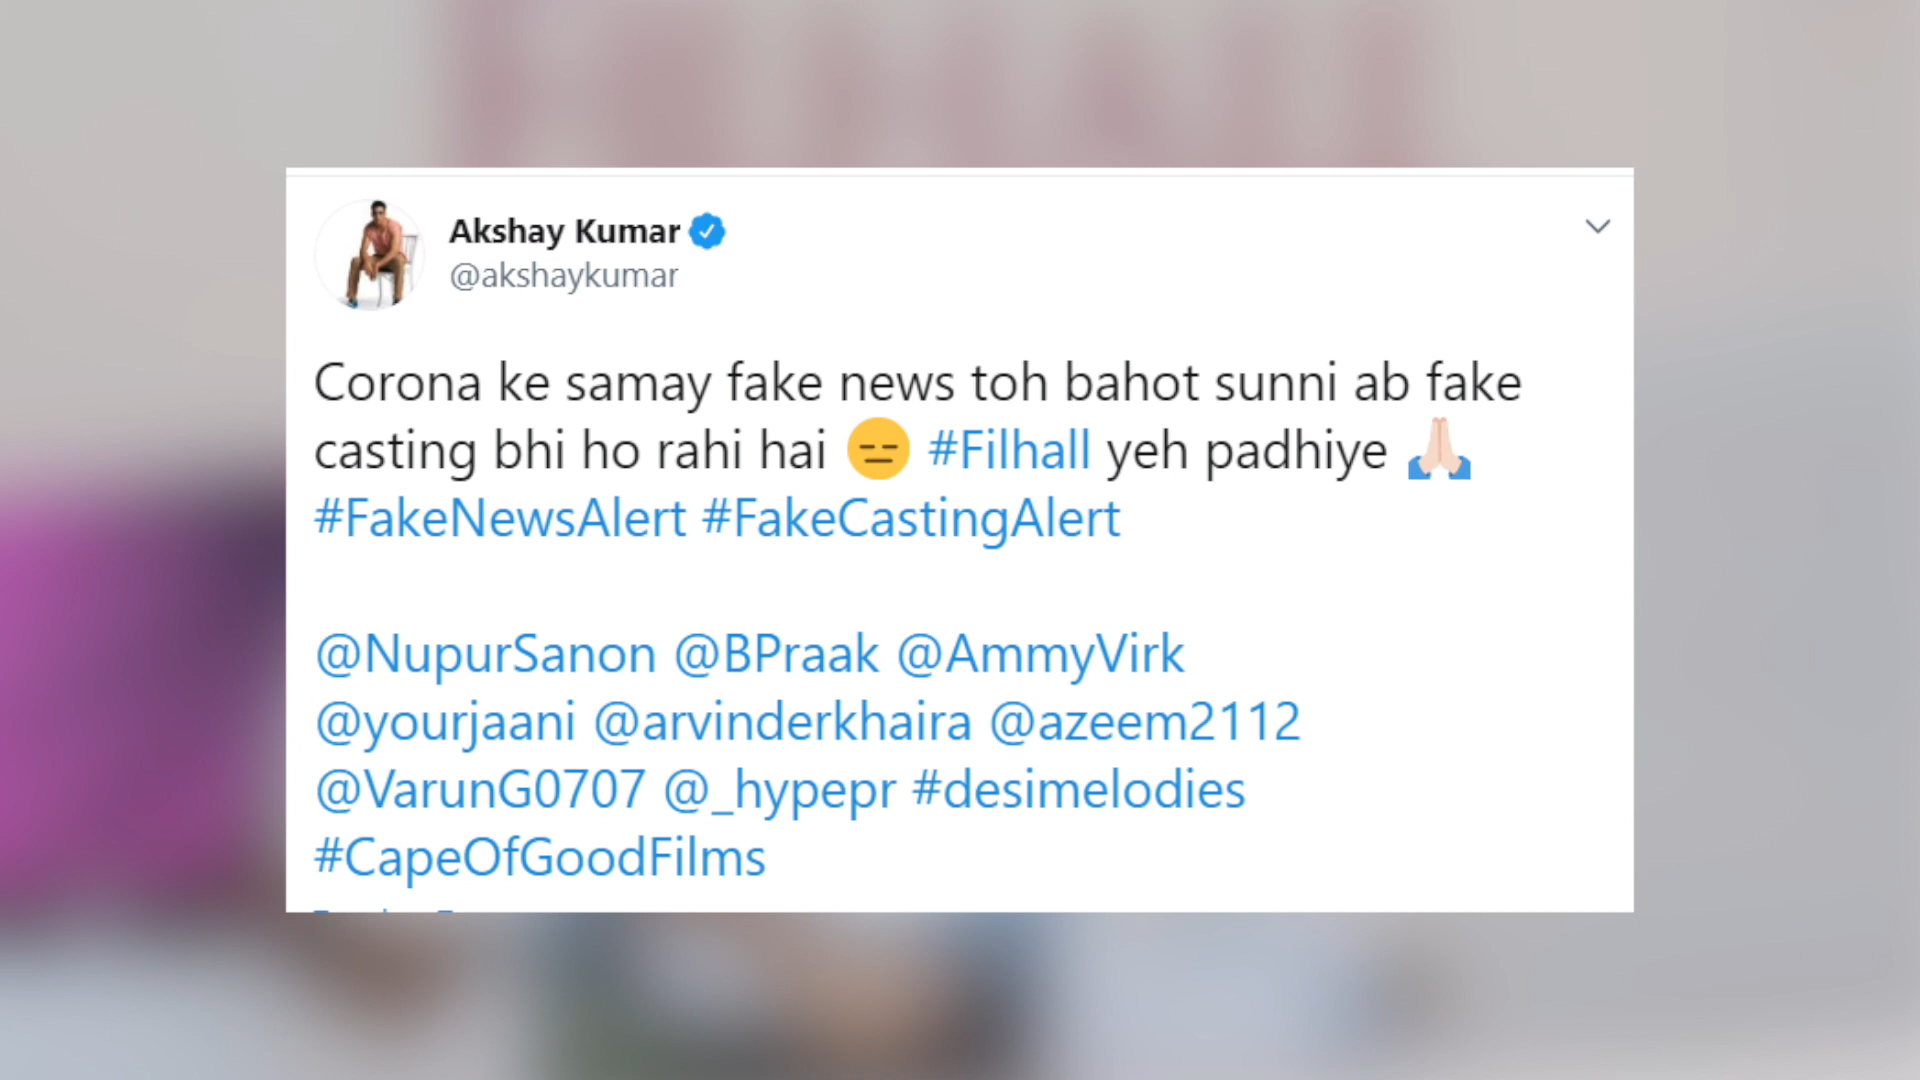 Akshay Kumar
@akshaykumar
Corona ke samay fake news toh bahot sunni ab fake
casting bhi ho rahi hai 😑 #Filhall yeh padhiye 🙏🏻
#FakeNewsAlert #FakeCastingAlert
@NupurSanon @BPraak @AmmyVirk
@yourjaani @arvinderkhaira @azeem2112
@VarunG0707 @_hypepr #desimelodies
#CapeOfGoodFilms